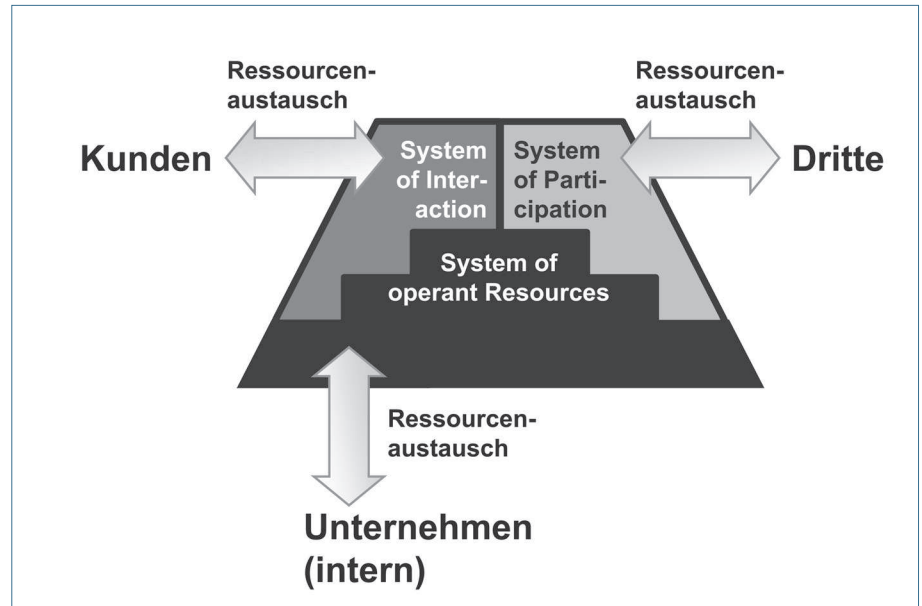 Ressourcen-
austausch
Ressourcen-
austausch
Kunden
System
of Inter-
action
System
of Parti-
cipation
Dritte
System of
operant Resources
Ressourcen-
austausch
Unternehmen
(intern)